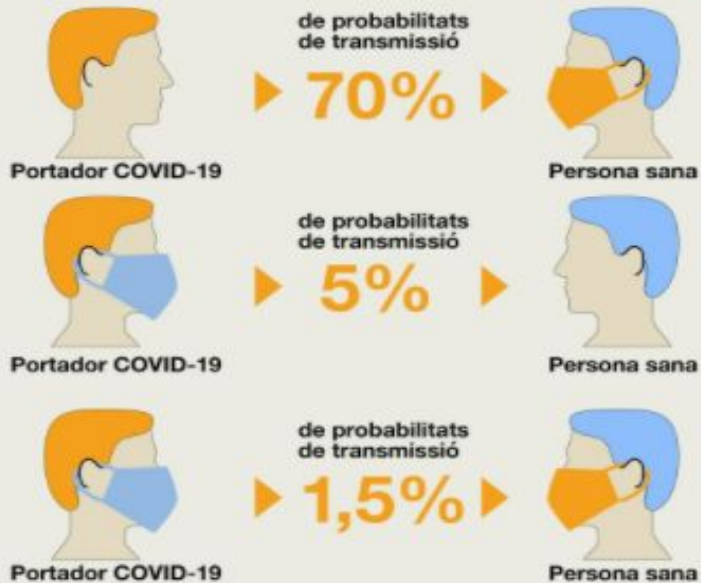 de probabilitats
de transmissió
70%
Portador COVID-19
Persona sana
de probabilitats
de transmissió
5%
Portador COVID-19
Persona sana
de probabilitats
de transmissió
1,5%
Portador COVID-19
Persona sana